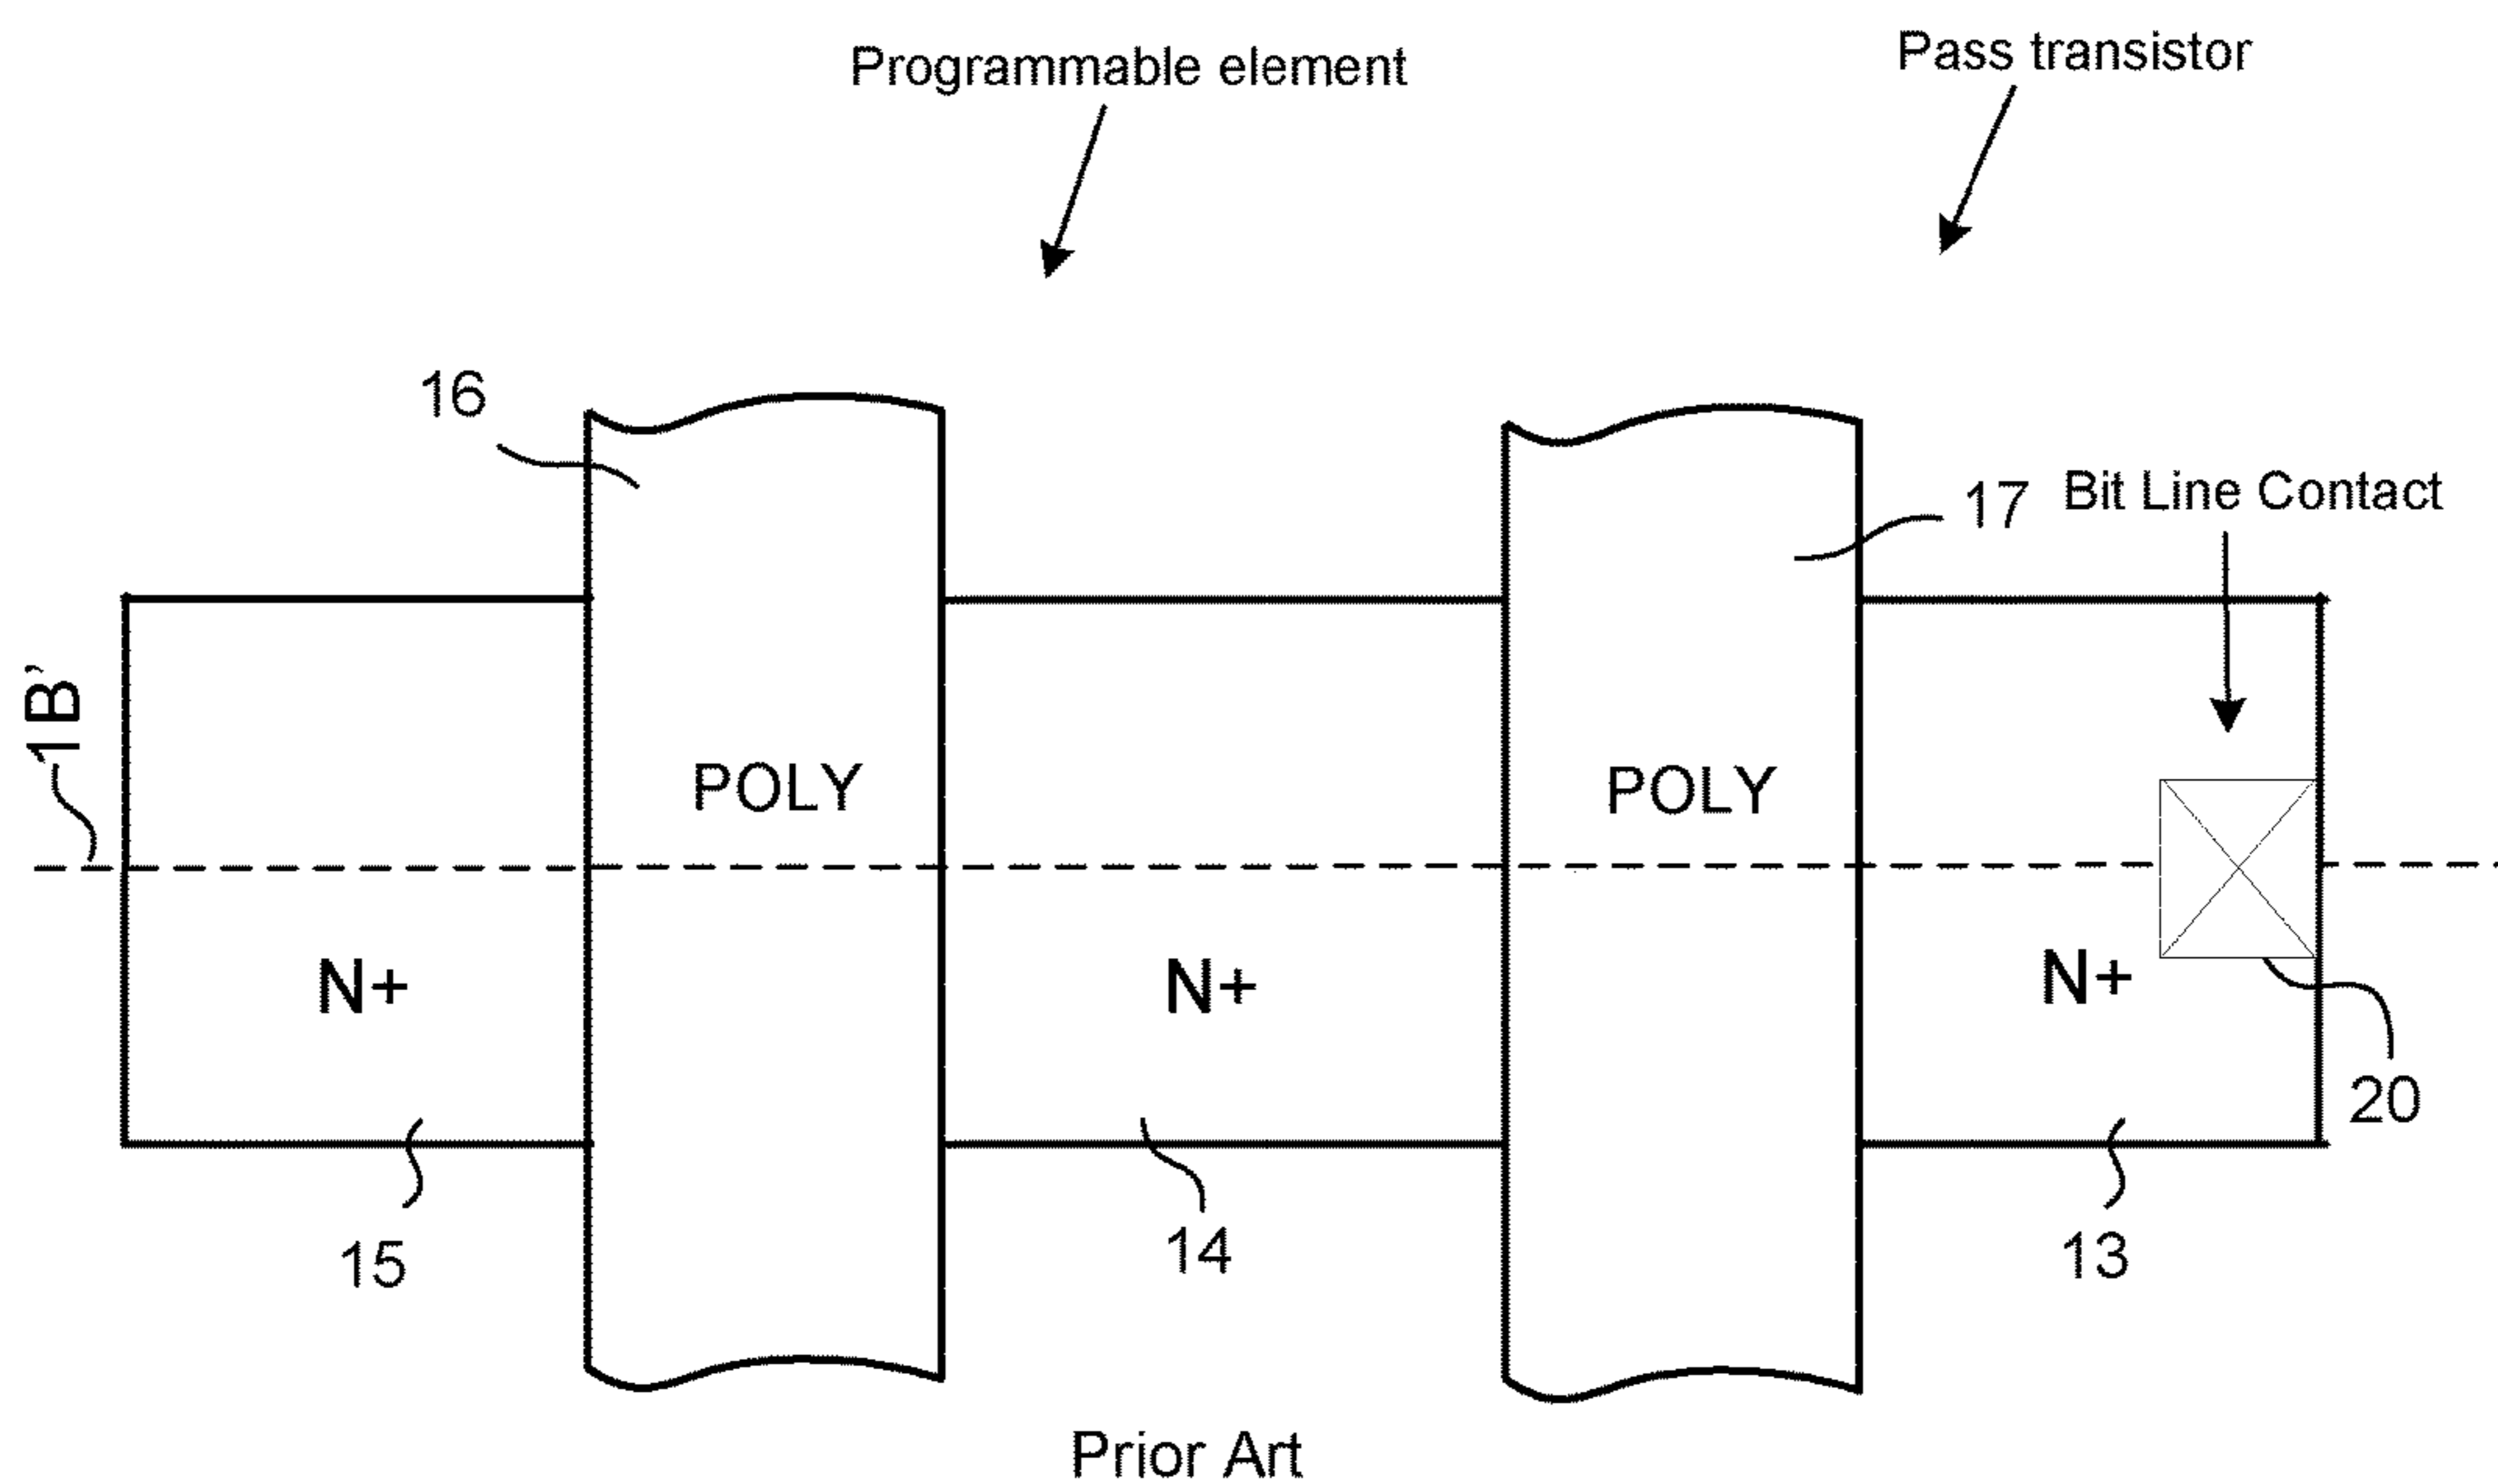 Programmable element
Pass transistor
16
17
Bit Line Contact
1B'
POLY
POLY
N+
N+
N+
20
15
14
13
Prior Art